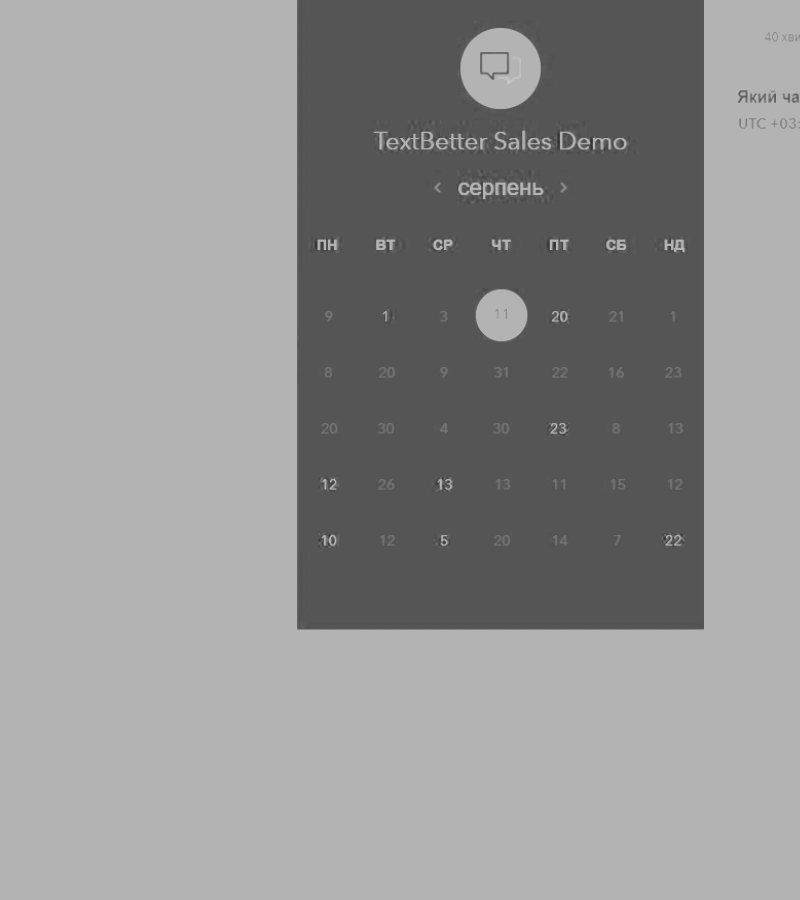 40 хви
TextBetter Sales Demo
Який ча
UTC +03:
‹ серпень ›
ПН ВТ СР ЧТ ПТ СБ НД
9 1 3 11 20 21 1
8 20 9 31 22 16 23
20 30 4 30 23 8 13
12 26 13 13 11 15 12
10 12 5 20 14 7 22